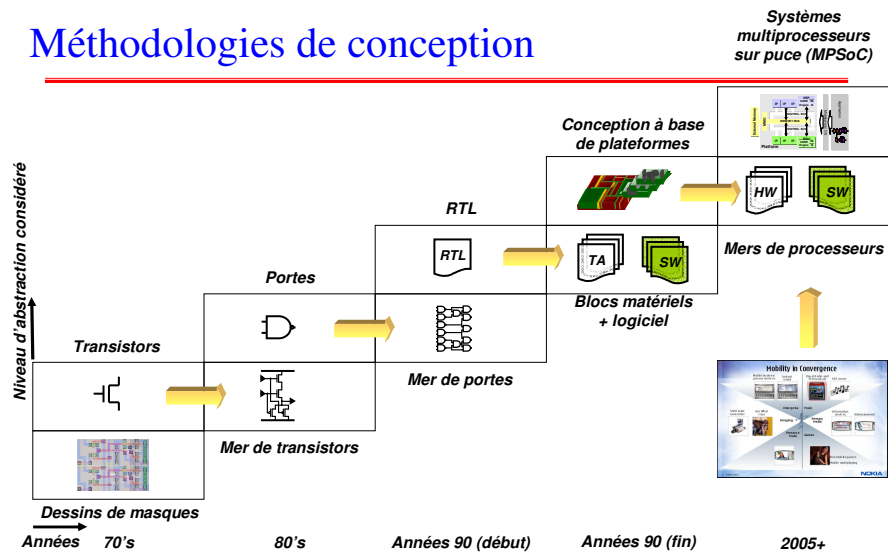 Méthodologies de conception
Systèmes
multiprocesseurs
sur puce (MPSoC)
Conception à base
de plateformes
HW
SW
RTL
RTL
TA
SW
Mers de processeurs
Portes
Blocs matériels
+ logiciel
Niveau d'abstraction considéré
Transistors
Mer de portes
Mobility in Convergence
Mer de transistors
NOKIA
Dessins de masques
Années
70's
80's
Années 90 (début)
Années 90 (fin)
2005+